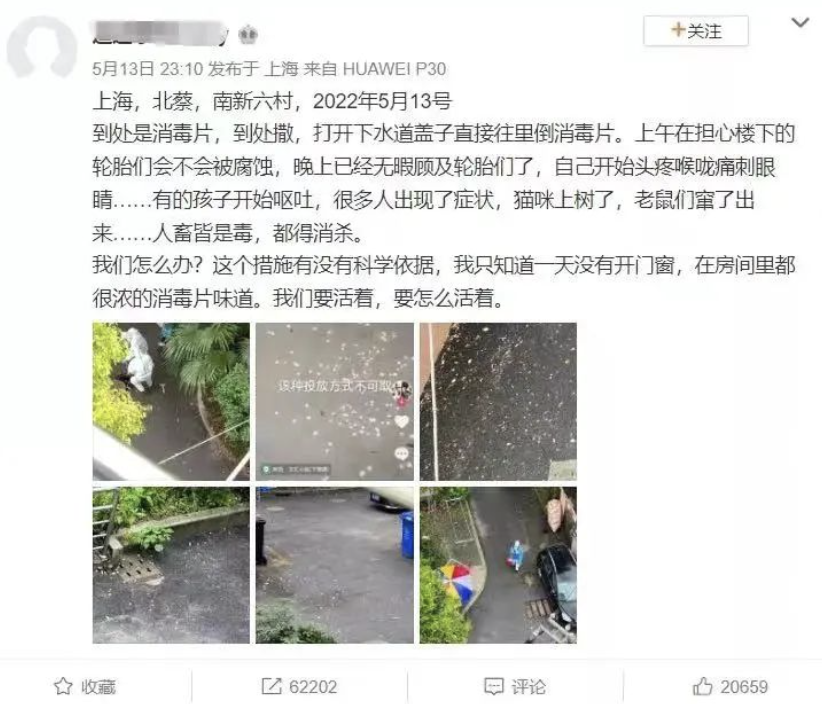 关注
5月13日 23:10 发布于 上海 来自 HUAWEI P30
上海，北蔡，南新六村，2022年5月13号
到处是消毒片，到处撒，打开下水道盖子直接往里倒消毒片。上午在担心楼下的
轮胎们会不会被腐蚀，晚上已经无暇顾及轮胎们了，自己开始头疼喉咙痛刺眼
睛……有的孩子开始呕吐，很多人出现了症状，猫咪上树了，老鼠们窜了出
来……人畜皆是毒，都得消杀。
我们怎么办？这个措施有没有科学依据，我只知道一天没有开门窗，在房间里都
很浓的消毒片味道。我们要活着，要怎么活着。
该种投放方式不可取
收藏
62202
评论
20659